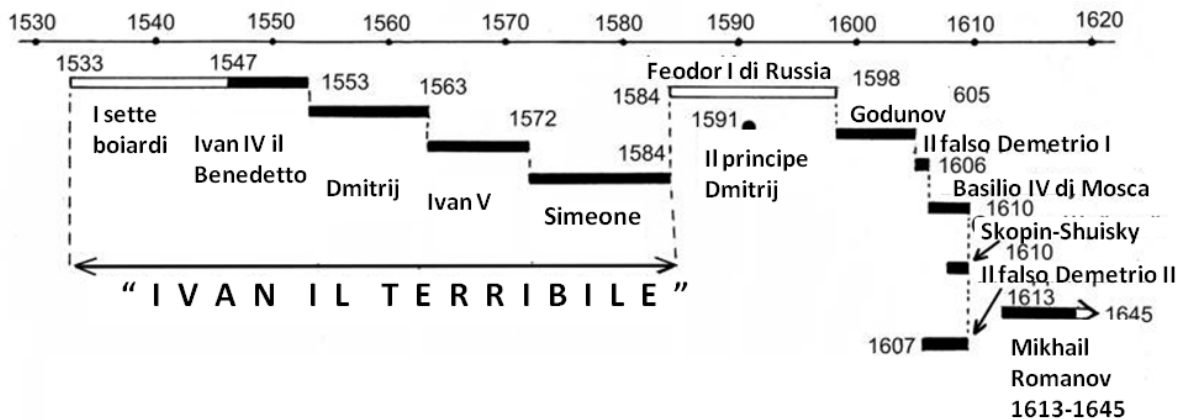 1530 1540 1550 1560 1570 1580 1590 1600 1610 1620
1533
1547
1553
1563
1572
1584
I sette
boiardi
Ivan IV il
Benedetto
Dmitrij
Ivan V
Simeone
“IVAN IL TERRIBILE”
Feodor I di Russia
1584
1598
1591
Il principe
Dmitrij
Godunov
605
Il falso Demetrio I
1606
Basilio IV di Mosca
1610
Skopin-Shuisky
1610
Il falso Demetrio II
1607
1613
1645
Mikhail
Romanov
1613-1645